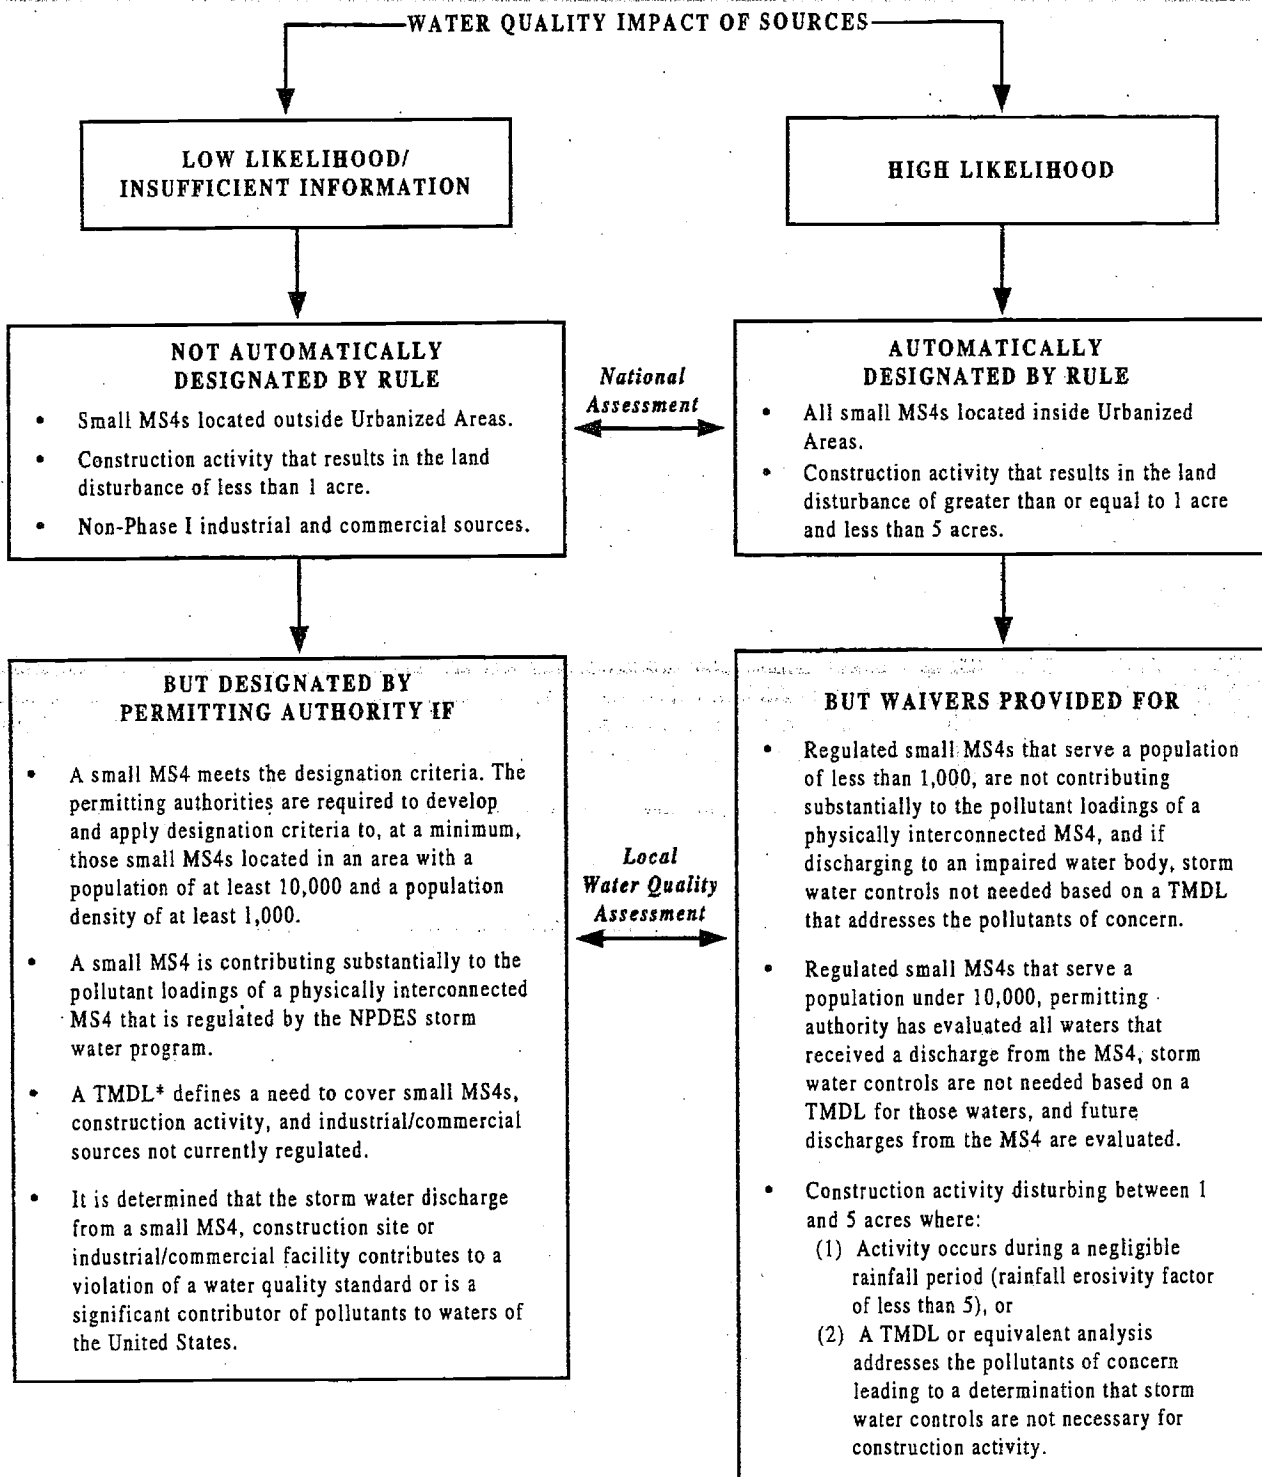 WATER QUALITY IMPACT OF SOURCES
LOW LIKELIHOOD/
INSUFFICIENT INFORMATION
HIGH LIKELIHOOD
NOT AUTOMATICALLY
DESIGNATED BY RULE
• Small MS4s located outside Urbanized Areas.
• Construction activity that results in the land
disturbance of less than 1 acre.
• Non-Phase I industrial and commercial sources.
National
Assessment
AUTOMATICALLY
DESIGNATED BY RULE
• All small MS4s located inside Urbanized
Areas.
• Construction activity that results in the land
disturbance of greater than or equal to 1 acre
and less than 5 acres.
BUT DESIGNATED BY
PERMITTING AUTHORITY IF
• A small MS4 meets the designation criteria. The
permitting authorities are required to develop
and apply designation criteria to, at a minimum,
those small MS4s located in an area with a
population of at least 10,000 and a population
density of at least 1,000.
• A small MS4 is contributing substantially to the
pollutant loadings of a physically interconnected
MS4 that is regulated by the NPDES storm
water program.
• A TMDL* defines a need to cover small MS4s,
construction activity, and industrial/commercial
sources not currently regulated.
• It is determined that the storm water discharge
from a small MS4, construction site or
industrial/commercial facility contributes to a
violation of a water quality standard or is a
significant contributor of pollutants to waters of
the United States.
Local
Water Quality
Assessment
BUT WAIVERS PROVIDED FOR
• Regulated small MS4s that serve a population
of less than 1,000, are not contributing
substantially to the pollutant loadings of a
physically interconnected MS4, and if
discharging to an impaired water body, storm
water controls not needed based on a TMDL
that addresses the pollutants of concern.
• Regulated small MS4s that serve a
population under 10,000, permitting
authority has evaluated all waters that
received a discharge from the MS4, storm
water controls are not needed based on a
TMDL for those waters, and future
discharges from the MS4 are evaluated.
• Construction activity disturbing between 1
and 5 acres where:
(1) Activity occurs during a negligible
rainfall period (rainfall erosivity factor
of less than 5), or
(2) A TMDL or equivalent analysis
addresses the pollutants of concern
leading to a determination that storm
water controls are not necessary for
construction activity.